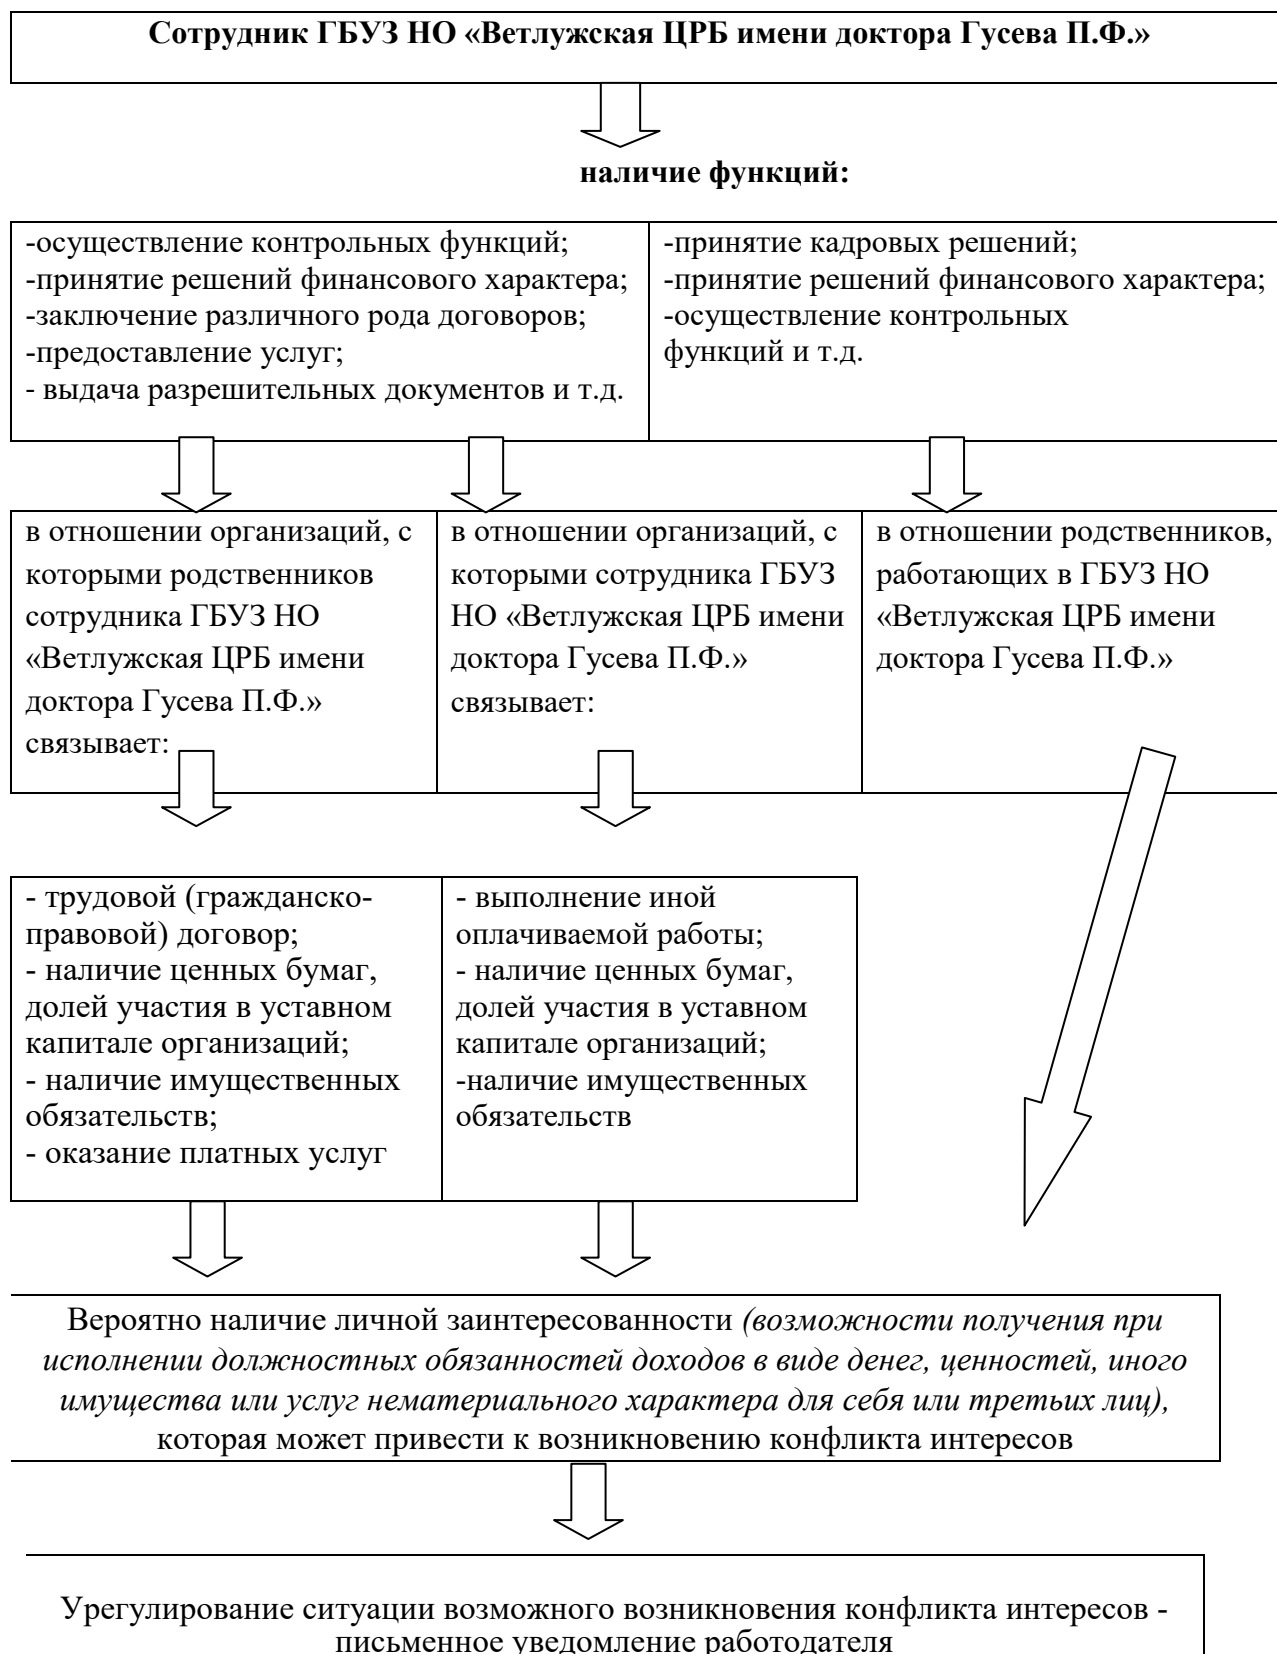 Сотрудник ГБУЗ НО «Ветлужская ЦРБ имени доктора Гусева П.Ф.»
наличие функций:
-осуществление контрольных функций;
-принятие решений финансового характера;
-заключение различного рода договоров;
-предоставление услуг;
- выдача разрешительных документов и т.д.
-принятие кадровых решений;
-принятие решений финансового характера;
-осуществление контрольных
функций и т.д.
в отношении организаций, с
которыми родственников
сотрудника ГБУЗ НО
«Ветлужская ЦРБ имени
доктора Гусева П.Ф.»
связывает:
в отношении организаций, с
которыми сотрудника ГБУЗ
НО «Ветлужская ЦРБ имени
доктора Гусева П.Ф.»
связывает:
в отношении родственников,
работающих в ГБУЗ НО
«Ветлужская ЦРБ имени
доктора Гусева П.Ф.»
- трудовой (гражданско-
правовой) договор;
- наличие ценных бумаг,
долей участия в уставном
капитале организаций;
- наличие имущественных
обязательств;
- оказание платных услуг
- выполнение иной
оплачиваемой работы;
- наличие ценных бумаг,
долей участия в уставном
капитале организаций;
-наличие имущественных
обязательств
Вероятно наличие личной заинтересованности (возможности получения при
исполнении должностных обязанностей доходов в виде денег, ценностей, иного
имущества или услуг нематериального характера для себя или третьих лиц),
которая может привести к возникновению конфликта интересов
Урегулирование ситуации возможного возникновения конфликта интересов -
письменное уведомление работодателя